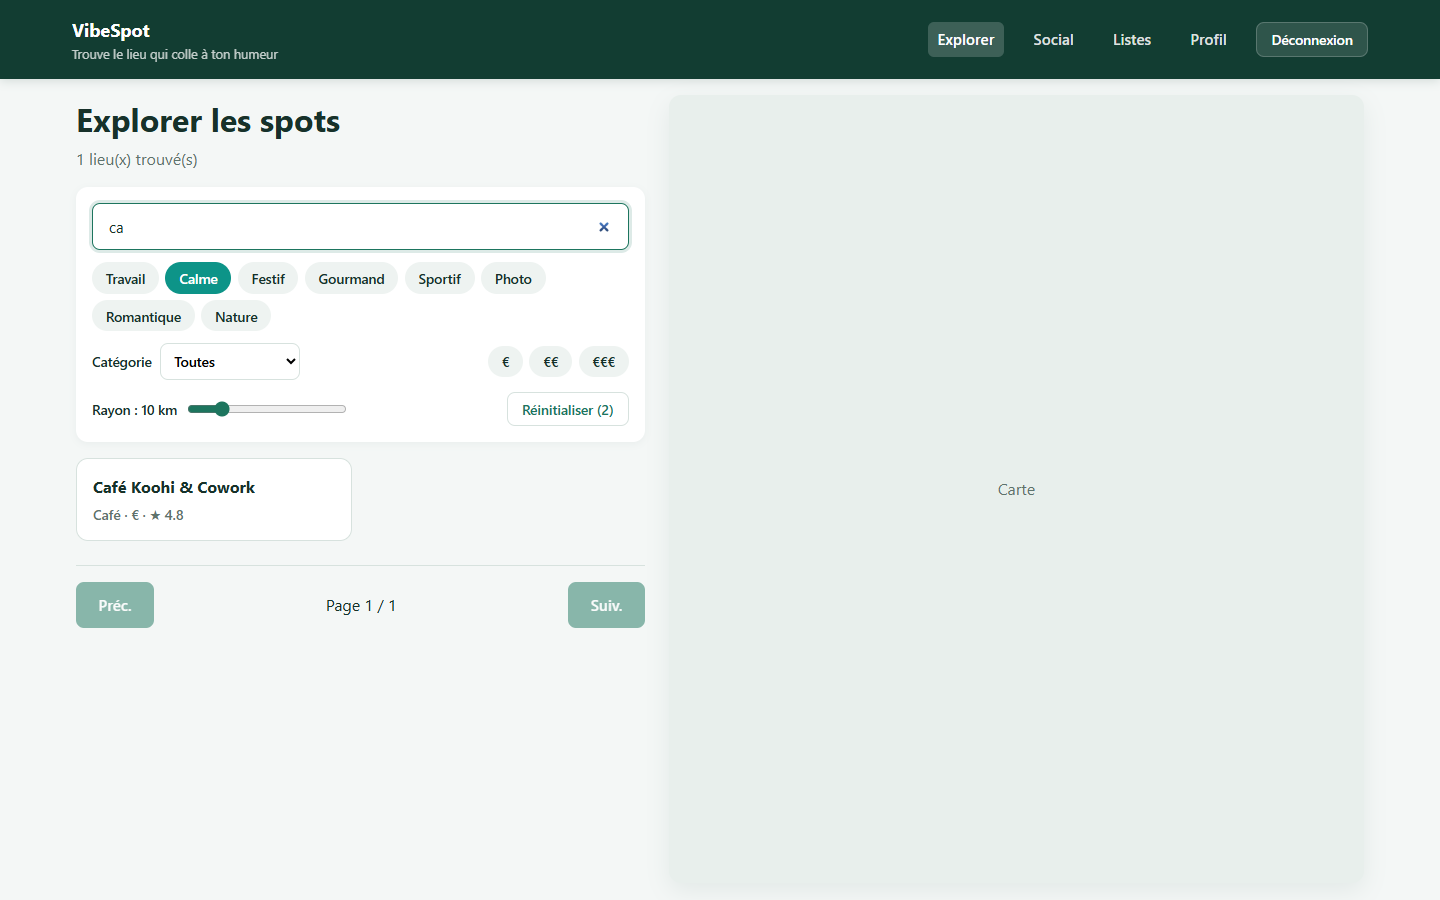 VibeSpot
Trouve le lieu qui colle à ton humeur
Explorer
Social
Listes
Profil
Déconnexion
Explorer les spots
1 lieu(x) trouvé(s)
ca ×
Travail
Calme
Festif
Gourmand
Sportif
Photo
Romantique
Nature
Catégorie
Toutes
€
€€
€€€
Rayon : 10 km
Réinitialiser (2)
Café Koohi & Cowork
Café · € · ★ 4.8
Préc.
Page 1 / 1
Suiv.
Carte